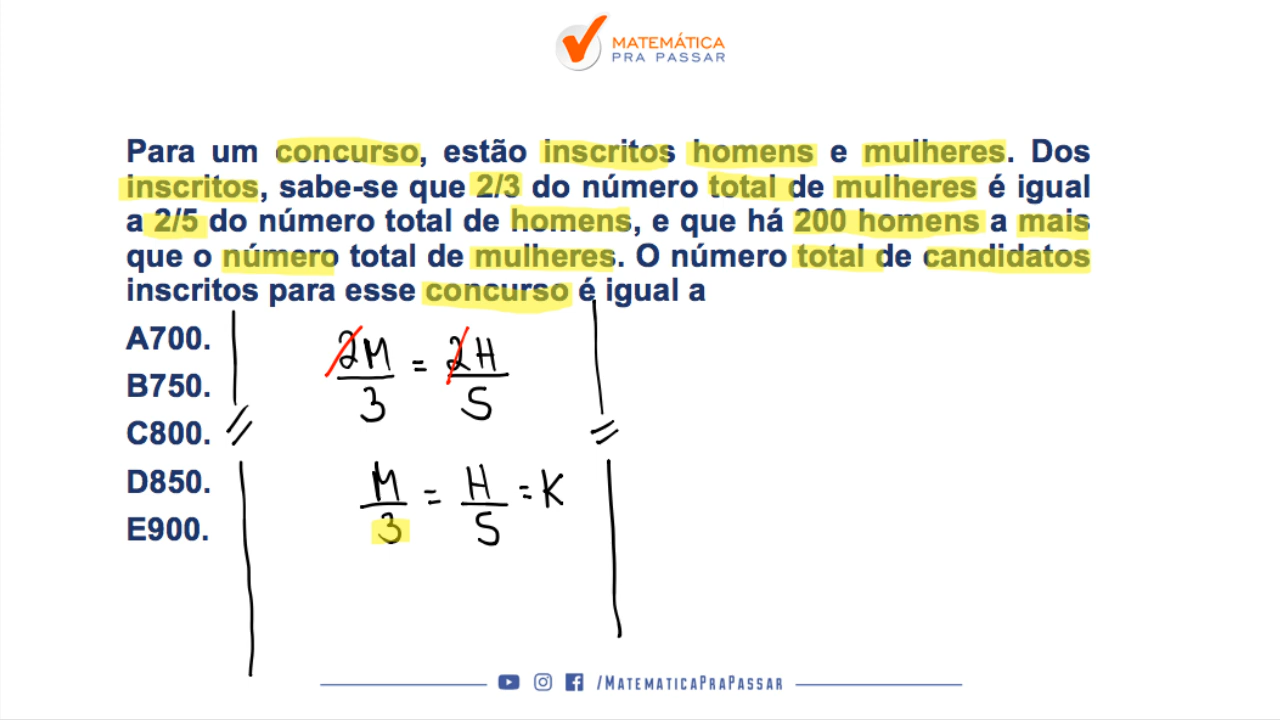 MATEMÁTICA
PRA PASSAR
Para um concurso, estão inscritos homens e mulheres. Dos
inscritos, sabe-se que 2/3 do número total de mulheres é igual
a 2/5 do número total de homens, e que há 200 homens a mais
que o número total de mulheres. O número total de candidatos
inscritos para esse concurso é igual a
A700.
B750.
C800.
D850.
E900.
2M/3 = 2H/5
M/3 = H/5 = K
/MATEMATICAPRAPASSAR